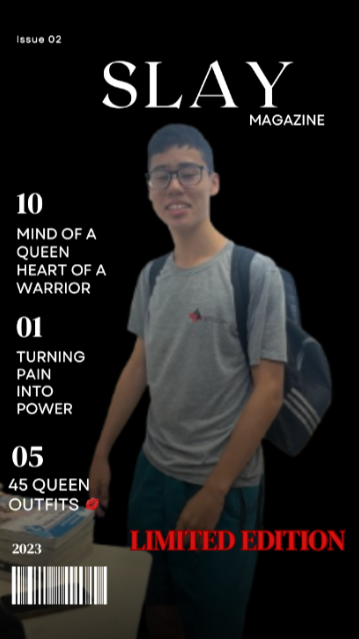 Issue 02
SLAY
MAGAZINE
10
MIND OF A
QUEEN
HEART OF A
WARRIOR
01
TURNING
PAIN
INTO
POWER
05
45 QUEEN
OUTFITS 💋
2023
LIMITED EDITION